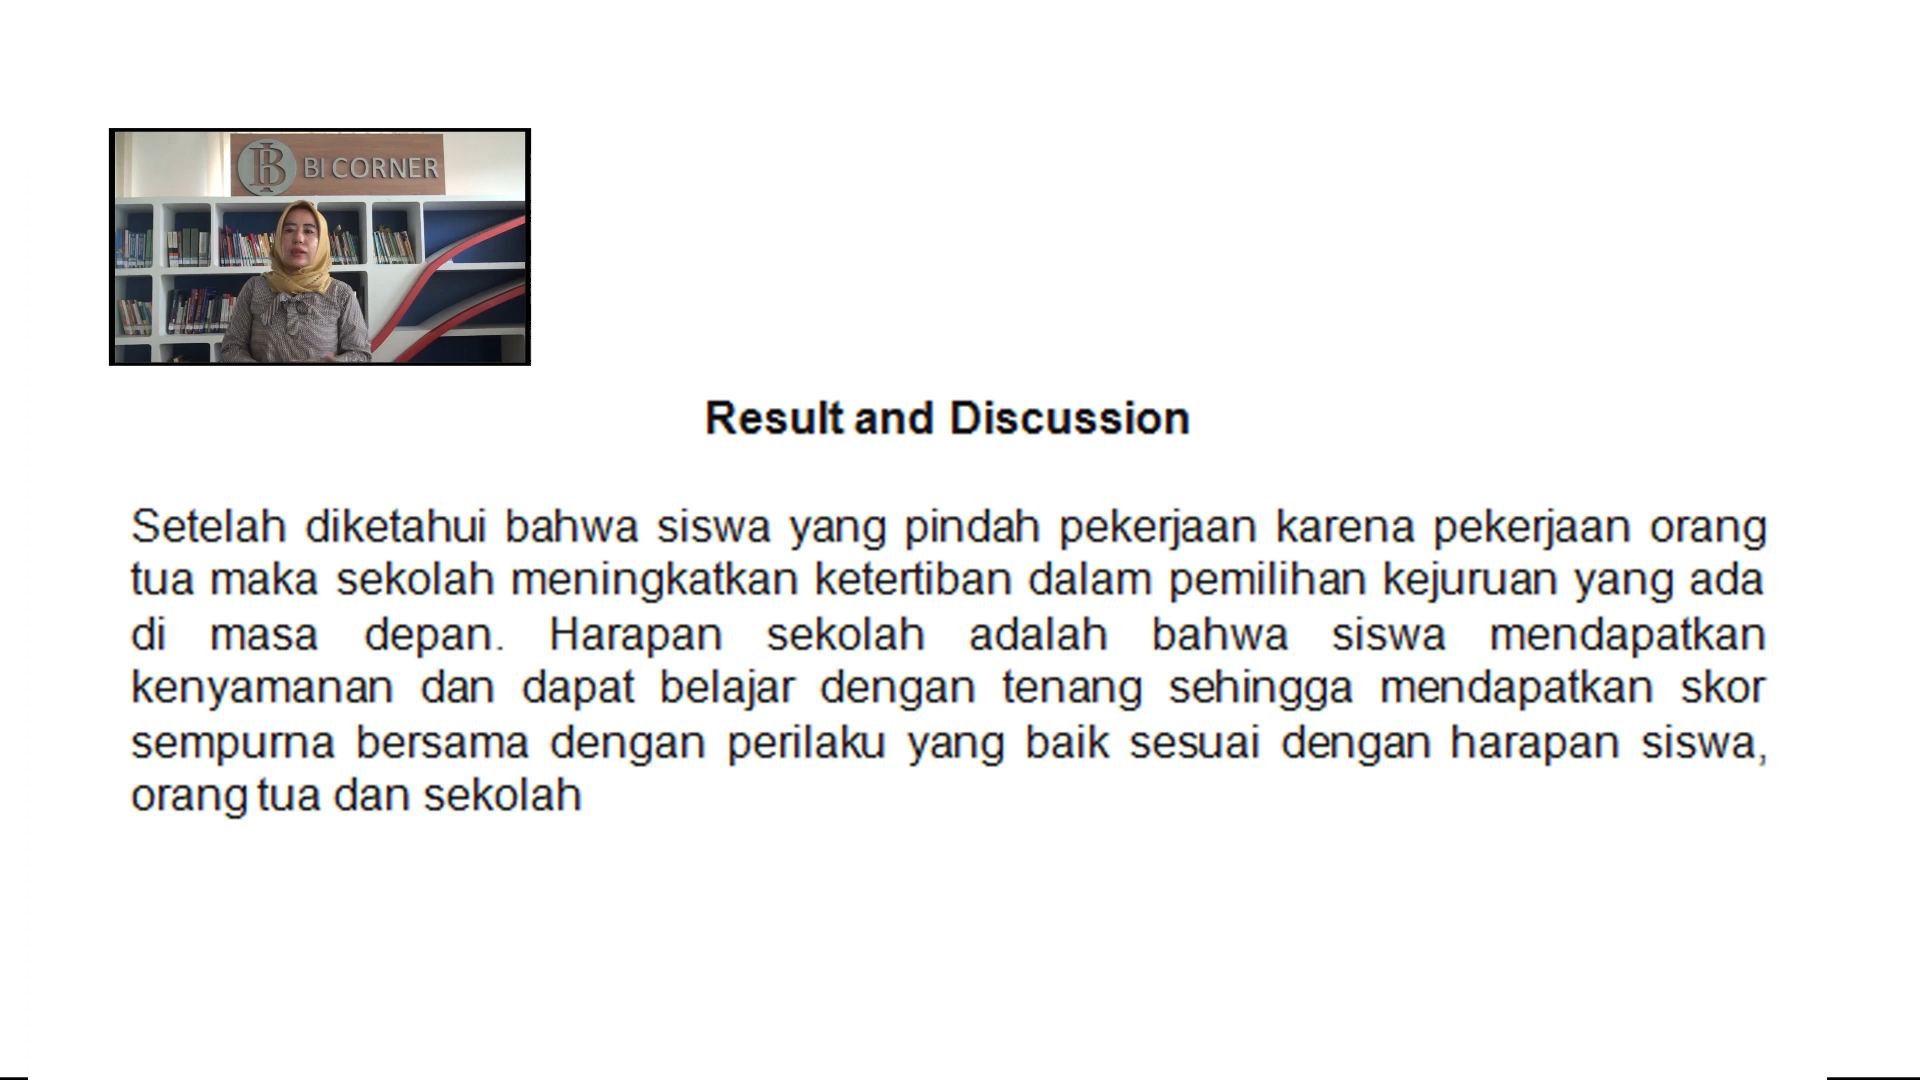 BI CORNER
Result and Discussion
Setelah diketahui bahwa siswa yang pindah pekerjaan karena pekerjaan orang
tua maka sekolah meningkatkan ketertiban dalam pemilihan kejuruan yang ada
di masa depan. Harapan sekolah adalah bahwa siswa mendapatkan
kenyamanan dan dapat belajar dengan tenang sehingga mendapatkan skor
sempurna bersama dengan perilaku yang baik sesuai dengan harapan siswa,
orang tua dan sekolah